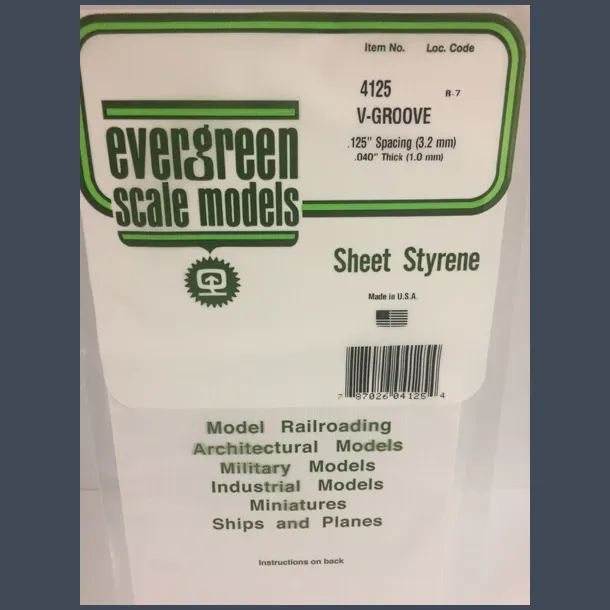 Item No. Loc. Code
4125 B-7
V-GROOVE
.125" Spacing (3.2 mm)
.040" Thick (1.0 mm)
evergreen
scale models
Sheet Styrene
Made in U.S.A.
7 87026 04125 4
Model Railroading
Architectural Models
Military Models
Industrial Models
Miniatures
Ships and Planes
Instructions on back